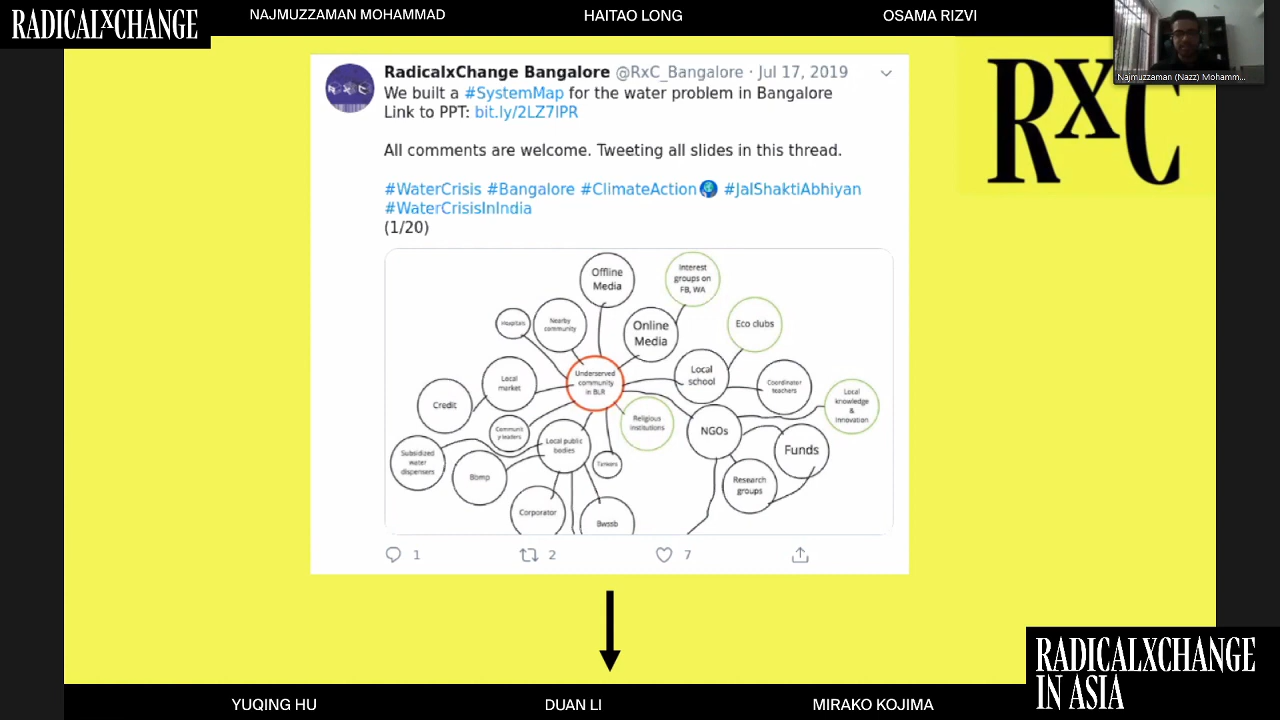 RADICALXCHANGE
NAJMUZZAMAN MOHAMMAD
HAITAO LONG
OSAMA RIZVI
Najmuzzaman (Nazz) Mohamm...
RxC
RadicalxChange Bangalore @RxC_Bangalore · Jul 17, 2019
We built a #SystemMap for the water problem in Bangalore
Link to PPT: bit.ly/2LZ7IPR
All comments are welcome. Tweeting all slides in this thread.
#WaterCrisis #Bangalore #ClimateAction #JalShaktiAbhiyan
#WaterCrisisInIndia
(1/20)
Offline
Media
Interest
groups on
FB, WA
Hospitals
Nearby
community
Online
Media
Eco clubs
Underserved
community
in BLR
Local
market
Local
school
Coordinator
teachers
Credit
Local
knowledge
&
Innovation
Religious
institutions
Communit
y leaders
Local public
bodies
NGOs
Funds
Subsidized
water
dispensers
Bbmp
Tankers
Research
groups
Corporator
Bwssb
1
2
7
RADICALXCHANGE
IN ASIA
YUQING HU
DUAN LI
MIRAKO KOJIMA